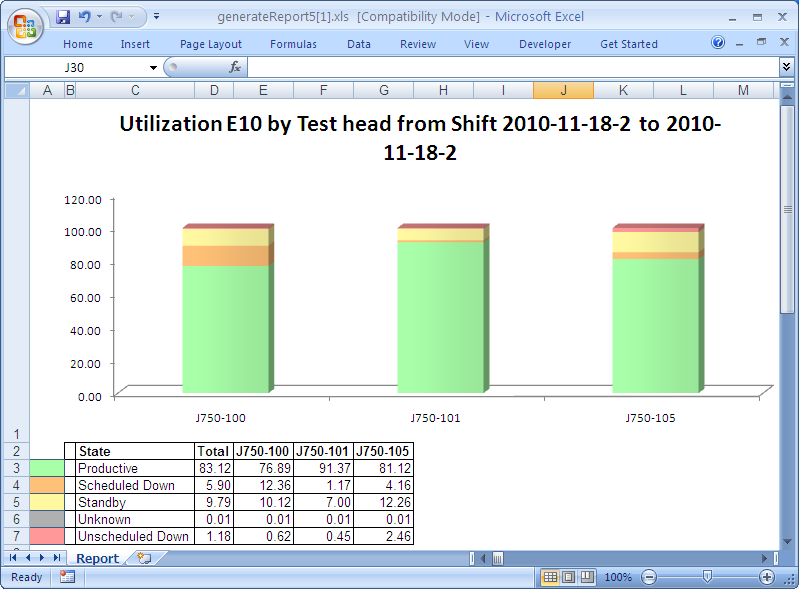 generateReport5[1].xls [Compatibility Mode] - Microsoft Excel
Home Insert Page Layout Formulas Data Review View Developer Get Started
J30 fx
A B C D E F G H I J K L M
Utilization E10 by Test head from Shift 2010-11-18-2 to 2010-
11-18-2
120.00
100.00
80.00
60.00
40.00
20.00
0.00
J750-100 J750-101 J750-105
1
2 State Total J750-100 J750-101 J750-105
3 Productive 83.12 76.89 91.37 81.12
4 Scheduled Down 5.90 12.36 1.17 4.16
5 Standby 9.79 10.12 7.00 12.26
6 Unknown 0.01 0.01 0.01 0.01
7 Unscheduled Down 1.18 0.62 0.45 2.46
Report
Ready 100%